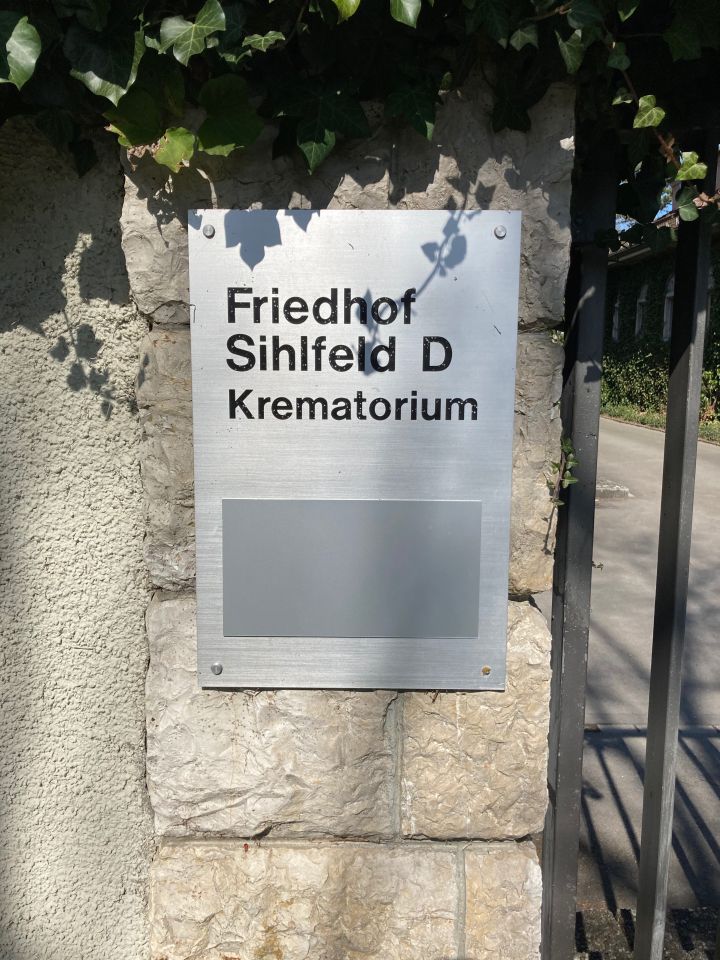 Friedhof
Sihlfeld D
Krematorium